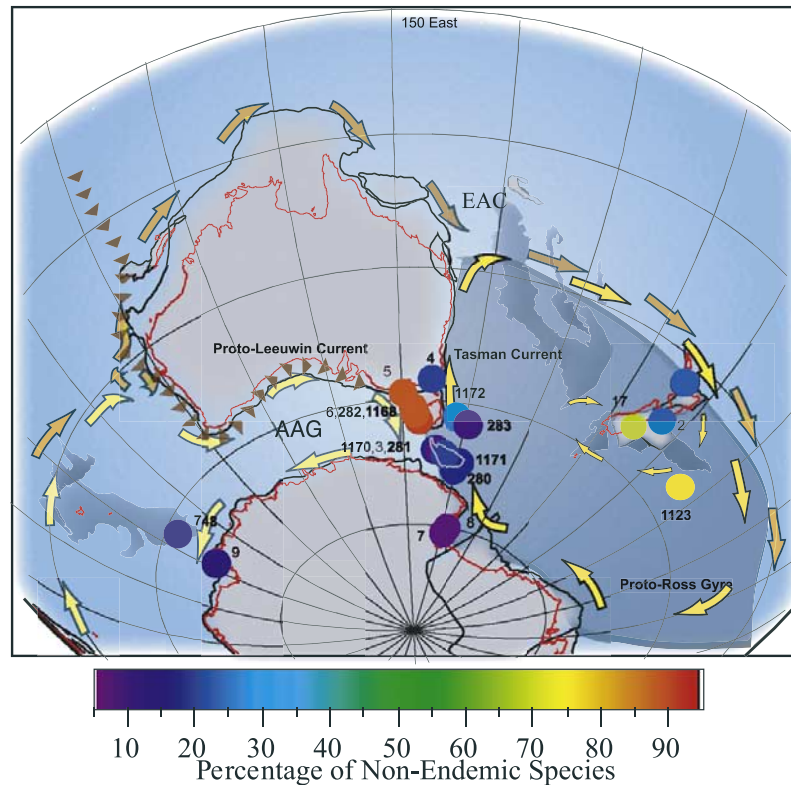 150 East
EAC
Proto-Leeuwin Current
Tasman Current
5
4
1172
17
6,282,1168
AAG
283
2
1170,3,281
1171
280
1123
748
8
7
9
Proto-Ross Gyre
10 20 30 40 50 60 70 80 90
Percentage of Non-Endemic Species